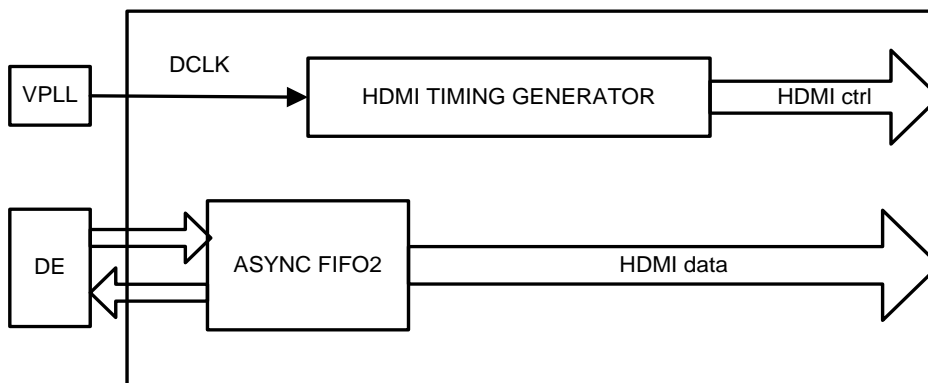 DCLK
VPLL
HDMI TIMING GENERATOR
HDMI ctrl
DE
ASYNC FIFO2
HDMI data